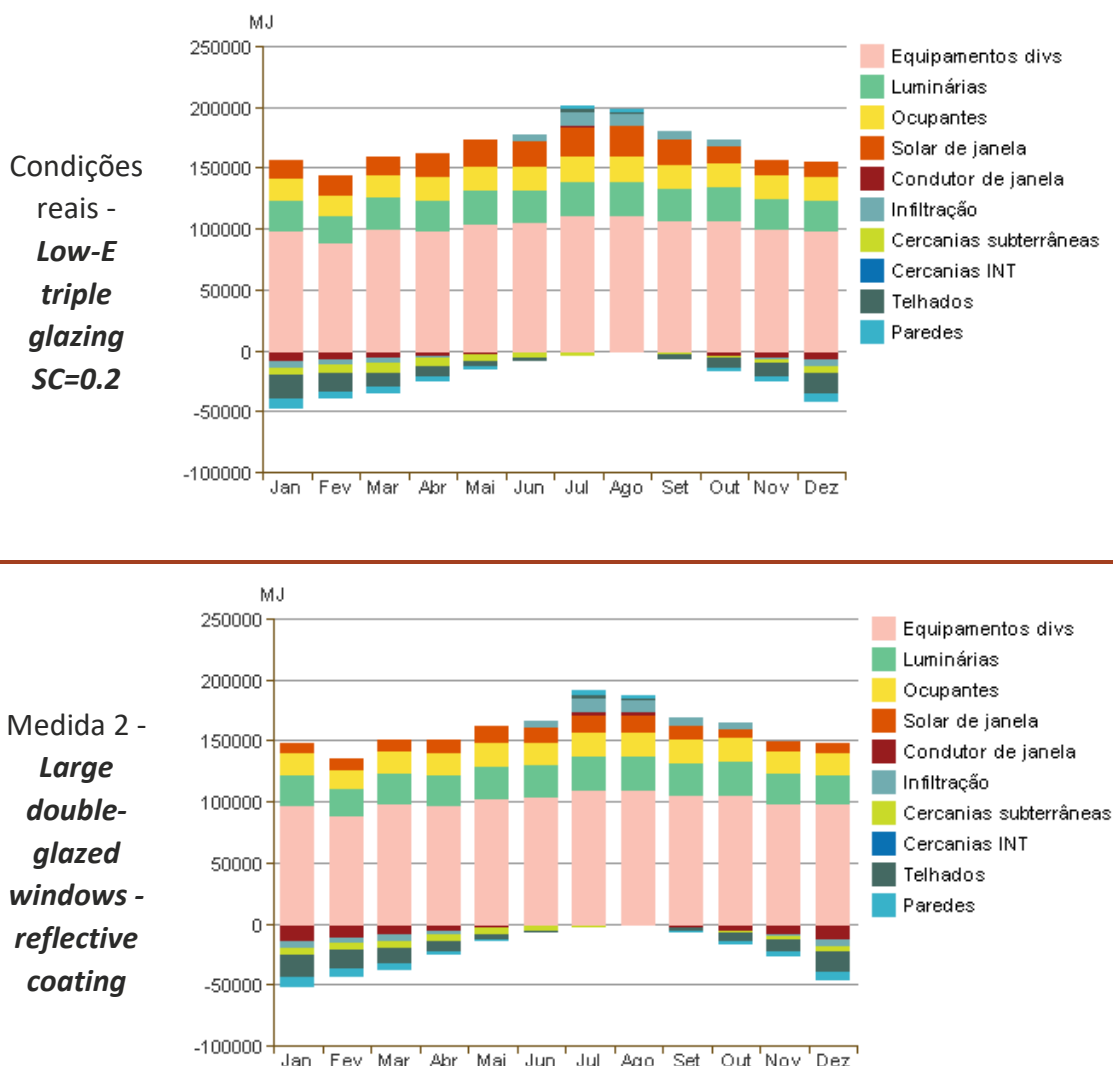 Condições
reais -
Low-E
triple
glazing
SC=0.2
MJ
250000
200000
150000
100000
50000
0
-50000
-100000
Jan Fev Mar Abr Mai Jun Jul Ago Set Out Nov Dez
Equipamentos divs
Luminárias
Ocupantes
Solar de janela
Condutor de janela
Infiltração
Cercanias subterrâneas
Cercanias INT
Telhados
Paredes
Medida 2 -
Large
double-
glazed
windows -
reflective
coating
MJ
250000
200000
150000
100000
50000
0
-50000
-100000
Jan Fev Mar Abr Mai Jun Jul Ago Set Out Nov Dez
Equipamentos divs
Luminárias
Ocupantes
Solar de janela
Condutor de janela
Infiltração
Cercanias subterrâneas
Cercanias INT
Telhados
Paredes